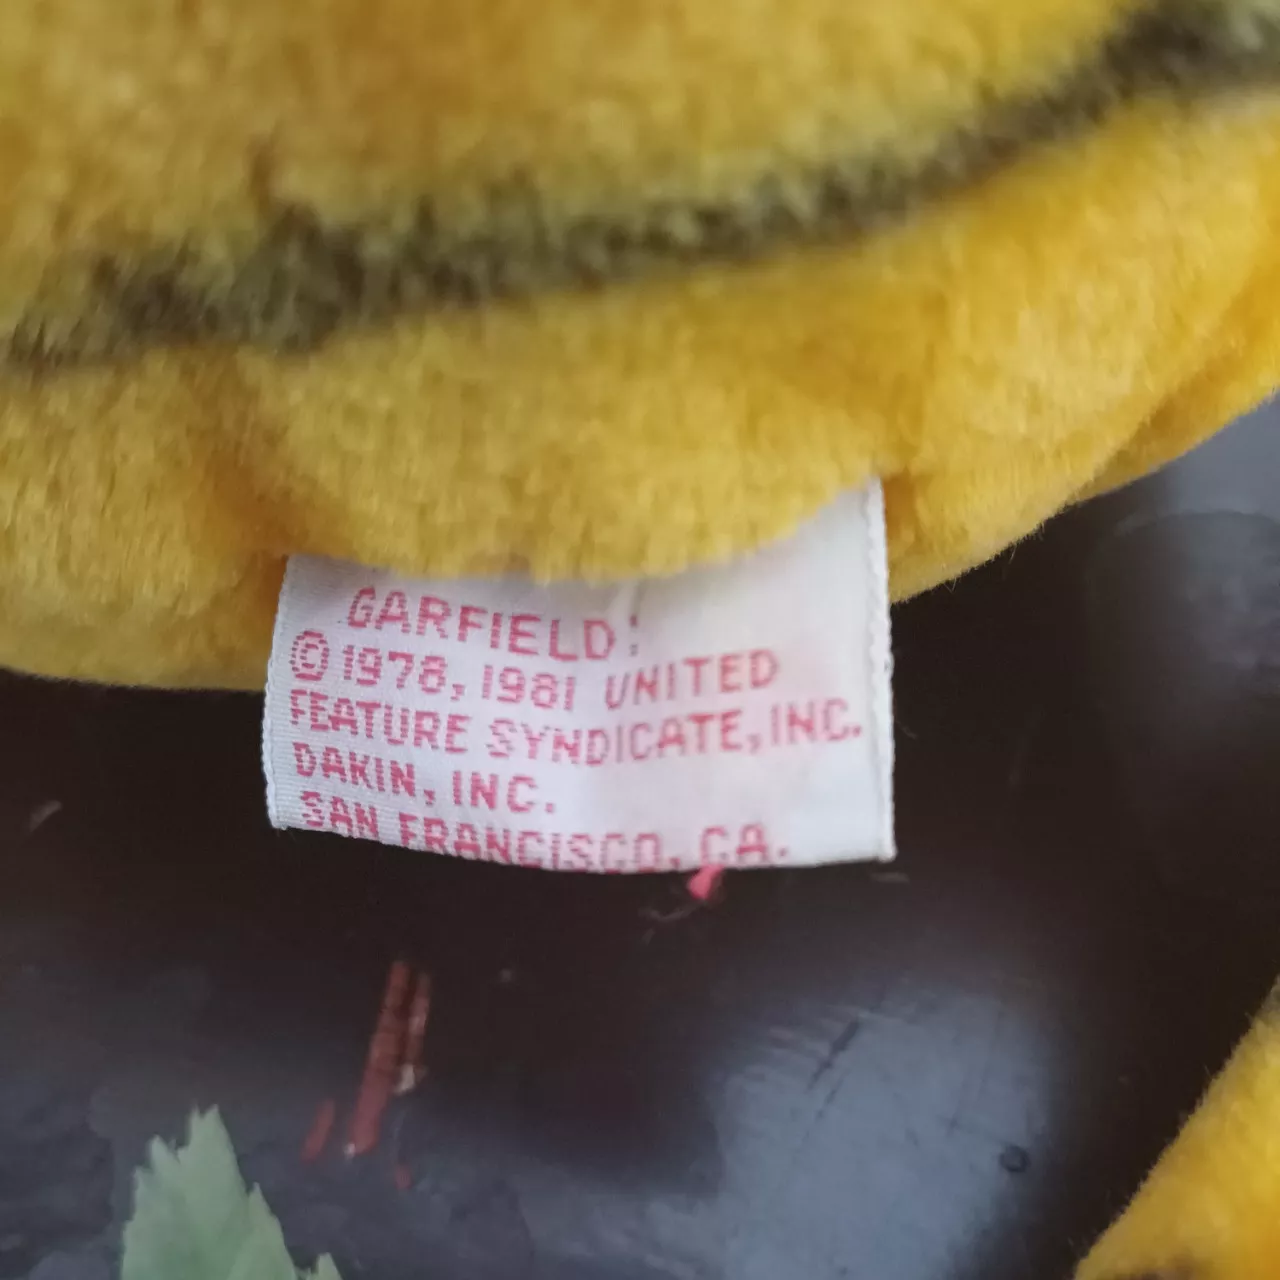 GARFIELD:
© 1978, 1981 UNITED
FEATURE SYNDICATE, INC.
DAKIN, INC.
SAN FRANCISCO, CA.